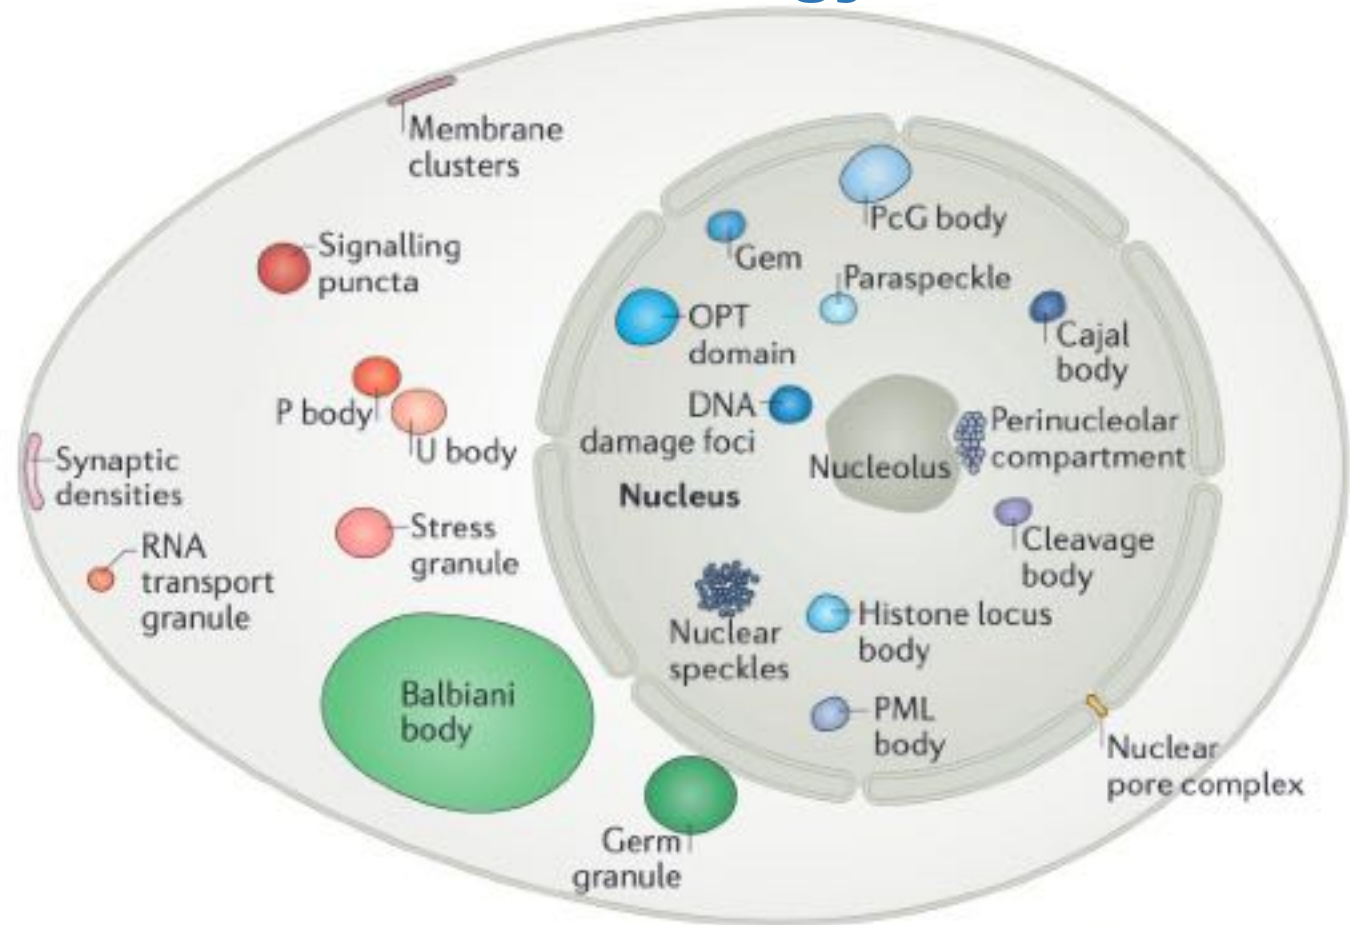 Membrane
clusters
Signalling
puncta
P body
U body
Synaptic
densities
RNA
transport
granule
Stress
granule
Balbiani
body
Germ
granule
PcG body
Gem
Paraspeckle
OPT
domain
Cajal
body
DNA
damage foci
Perinucleolar
compartment
Nucleolus
Nucleus
Cleavage
body
Nuclear
speckles
Histone locus
body
PML
body
Nuclear
pore complex